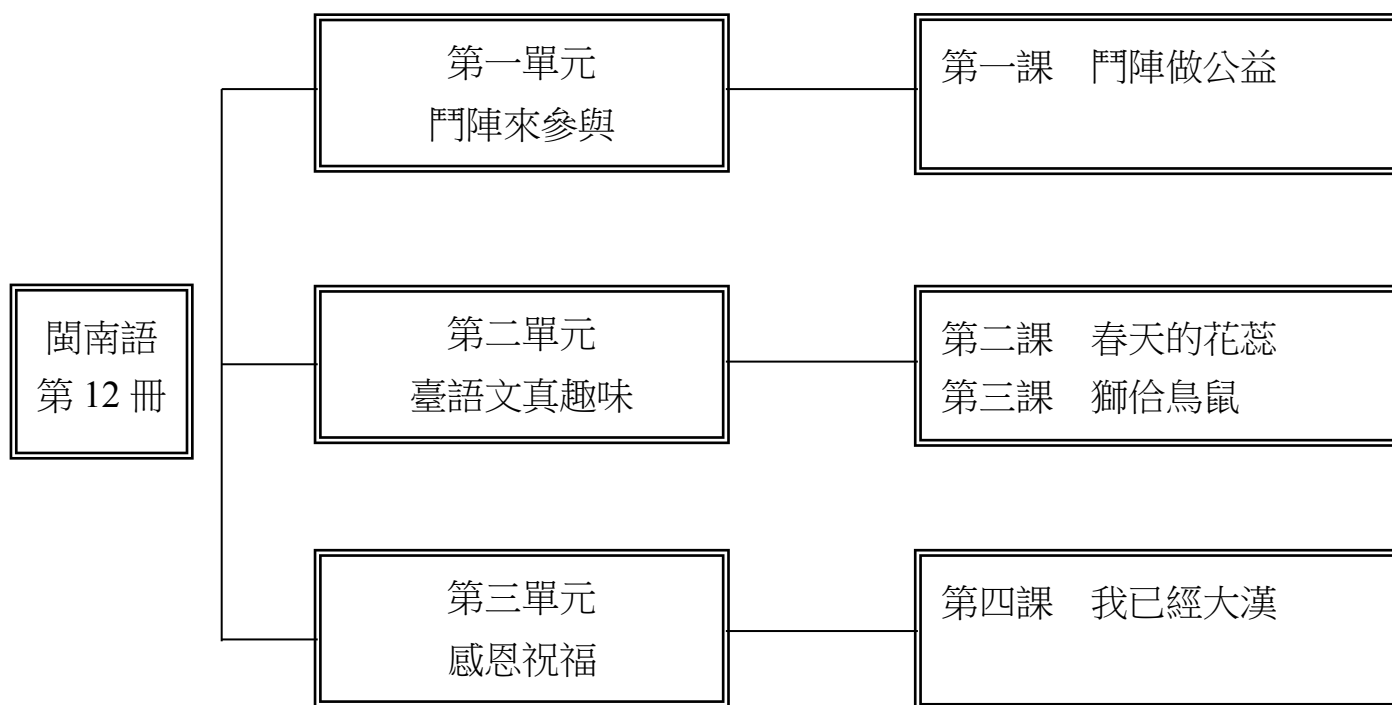 閩南語
第 12 冊
第一單元
鬥陣來參與
第一課　鬥陣做公益
第二單元
臺語文真趣味
第二課　春天的花蕊
第三課　獅佮鳥鼠
第三單元
感恩祝福
第四課　我已經大漢